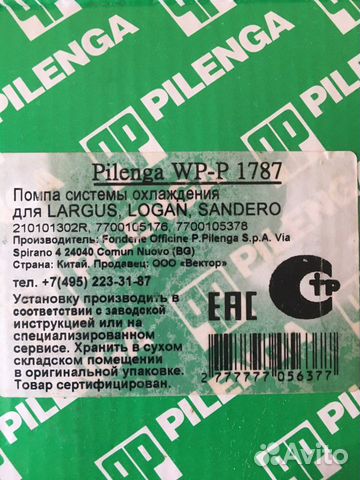 PILENGA
PILENGA
Pilenga WP-P 1787
Помпа системы охлаждения
для LARGUS, LOGAN, SANDERO
210101302R, 7700105176, 7700105378
Производитель: Fonderie Officine P.Pilenga S.p.A. Via
Spirano 4 24040 Comun Nuovo (BG)
Страна: Китай. Продавец: ООО «Вектор»
тел. +7(495) 223-31-87
Установку производить в
соответствии с заводской
инструкцией или на
специализированном
сервисе. Хранить в сухом
складском помещении
в оригинальной упаковке.
Товар сертифицирован.
ЕАС
Стр
2 777777 056377
PILENGA
Avito